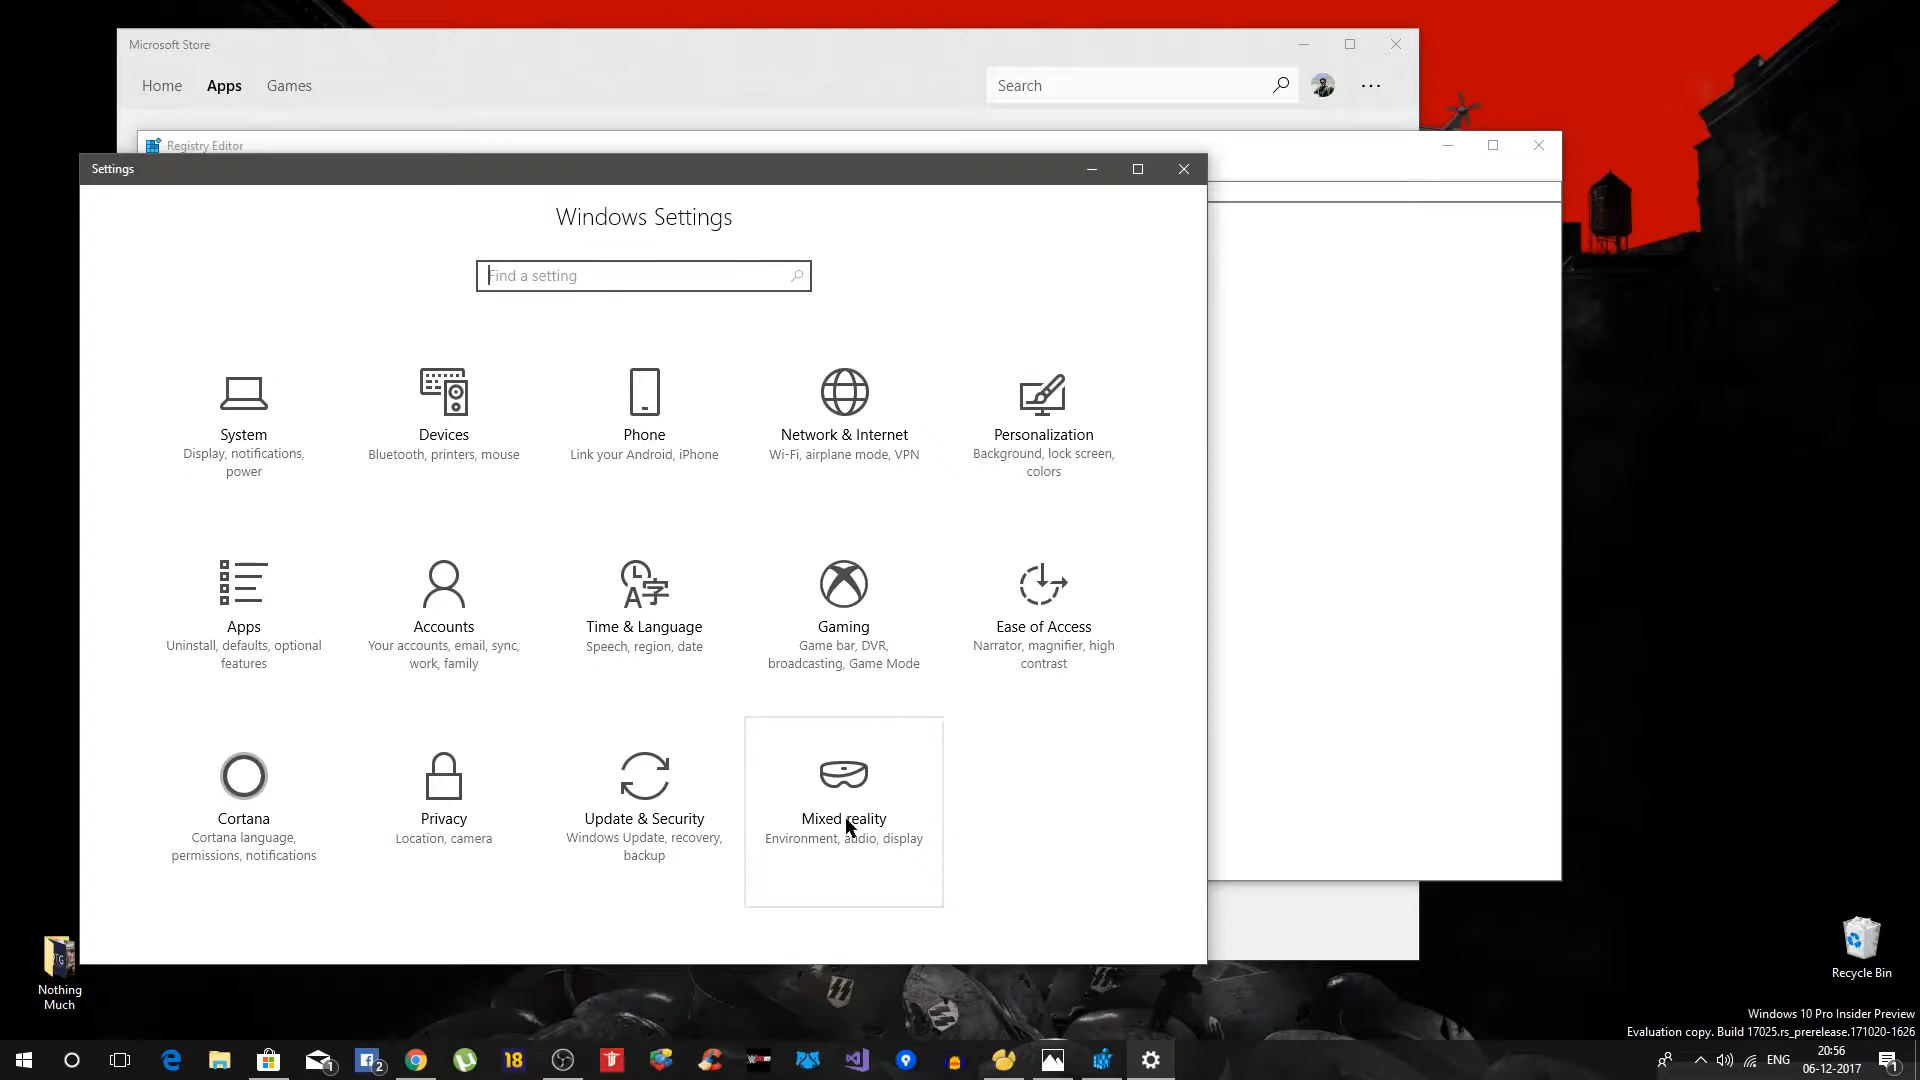 Microsoft Store
Home Apps Games
Search
Registry Editor
Settings
Windows Settings
Find a setting
System
Display, notifications,
power
Devices
Bluetooth, printers, mouse
Phone
Link your Android, iPhone
Network & Internet
Wi-Fi, airplane mode, VPN
Personalization
Background, lock screen,
colors
Apps
Uninstall, defaults, optional
features
Accounts
Your accounts, email, sync,
work, family
Time & Language
Speech, region, date
Gaming
Game bar, DVR,
broadcasting, Game Mode
Ease of Access
Narrator, magnifier, high
contrast
Cortana
Cortana language,
permissions, notifications
Privacy
Location, camera
Update & Security
Windows Update, recovery,
backup
Mixed reality
Environment, audio, display
Nothing
Much
Recycle Bin
Windows 10 Pro Insider Preview
Evaluation copy. Build 17025.rs_prerelease.171020-1626
1
2
18
ENG
20:56
06-12-2017
1